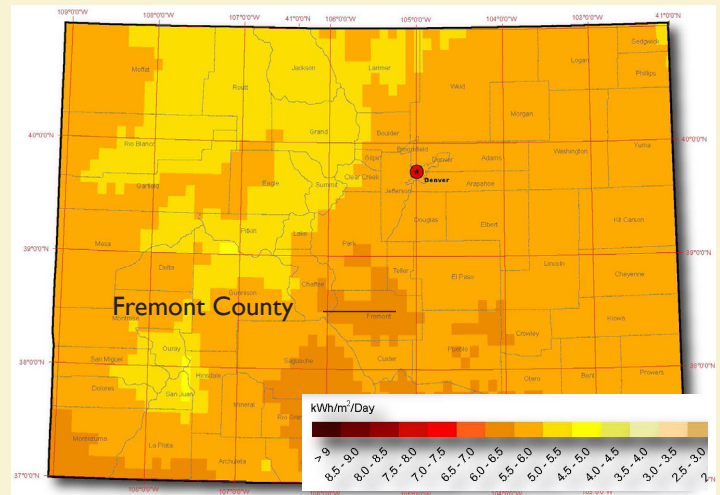 109°0'0"W 108°0'0"W 107°0'0"W 41°0'0"N 106°0'0"W 105°0'0"W 104°0'0"W 103°0'0"W 41°0'0"N
Sedgwick
Logan
Jackson Larimer
Moffat Phillips
Routt Weld
Morgan
Grand Boulder
40°0'0"N 40°0'0"N
Rio Blanco Broomfield Washington Yuma
Gilpin Denver Adams
Clear Creek Denver
Garfield Eagle Summit Jefferson Arapahoe
Douglas Elbert Kit Carson
Pitkin Lake
Mesa Park
39°0'0"N 39°0'0"N
Delta Teller Lincoln
El Paso Cheyenne
Chaffee
Gunnison
Fremont County
Montrose Fremont Kiowa
Crowley
Ouray Pueblo
San Miguel Saguache Custer
38°0'0"N 38°0'0"N
Hinsdale Otero Bent Prowers
Dolores San Juan
Mineral
Rio Gran
Montezuma
La Plata
Archuleta
37°0'0"N
108°0'0"W 107°0'0"W
kWh/m²/Day
> 9
8.5 - 9.0
8.0 - 8.5
7.5 - 8.0
7.0 - 7.5
6.5 - 7.0
6.0 - 6.5
5.5 - 6.0
5.0 - 5.5
4.5 - 5.0
4.0 - 4.5
3.5 - 4.0
3.0 - 3.5
2.5 - 3.0